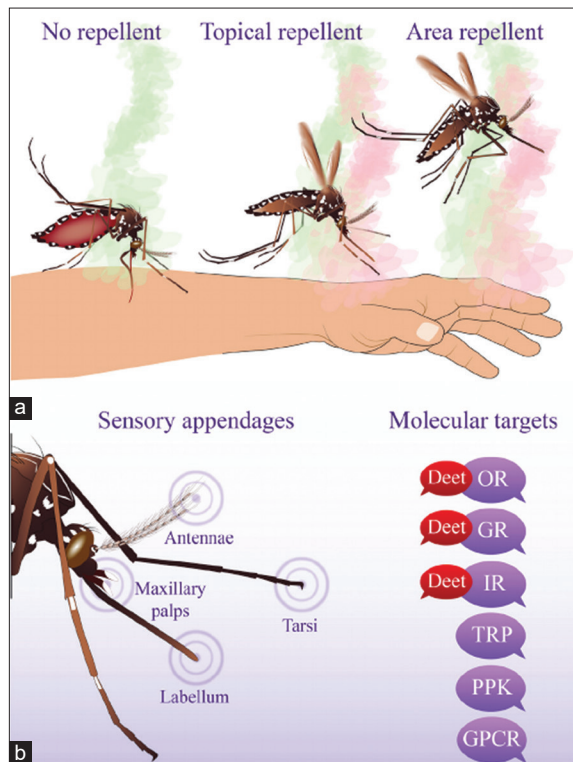 No repellent
Topical repellent
Area repellent
a
Sensory appendages
Molecular targets
Antennae
Maxillary
palps
Tarsi
Labellum
Deet OR
Deet GR
Deet IR
TRP
PPK
GPCR
b